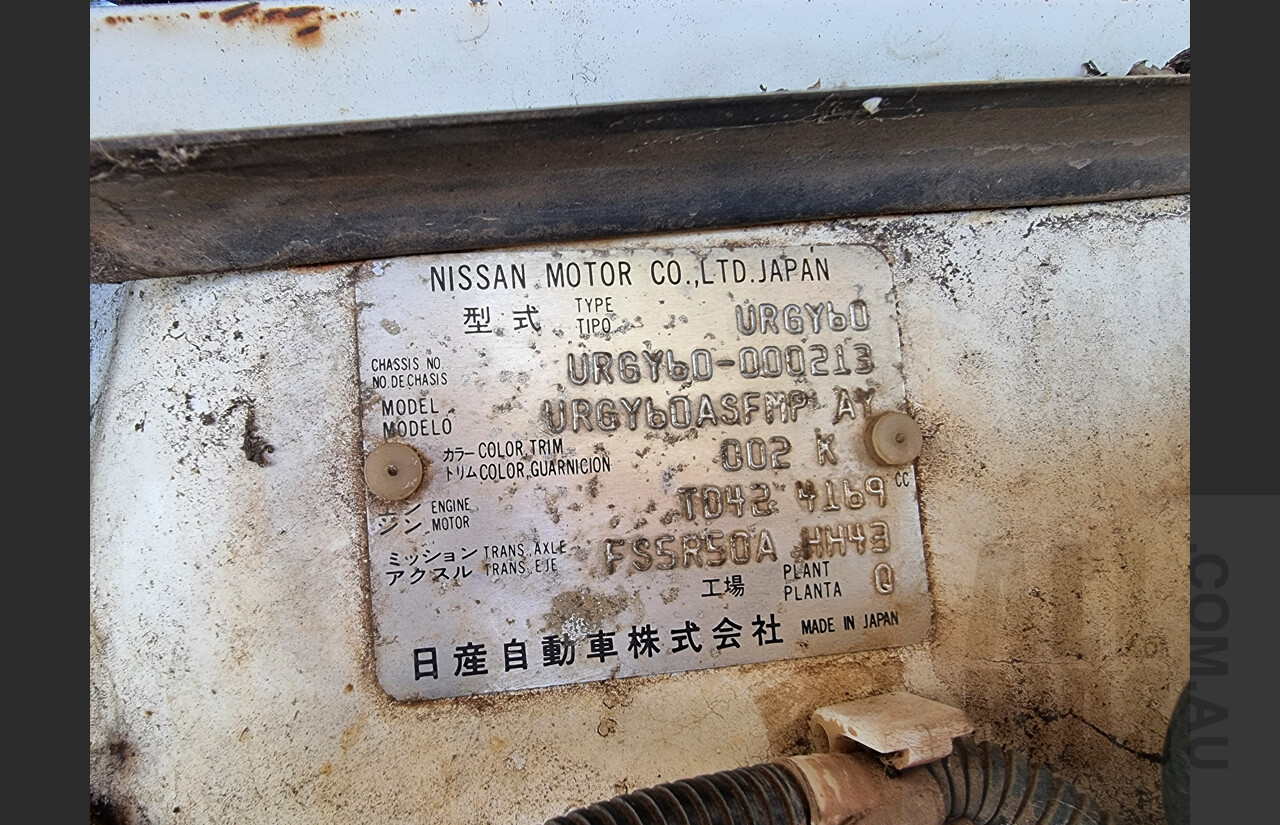 NISSAN MOTOR CO.,LTD.JAPAN
型式 TYPE TIPO URGY60
CHASSIS NO. NO.DECHASIS URGY60-000213
MODEL MODELO URGY60ASFMP AY
カラー COLOR,TRIM トリム COLOR,GUARNICION 002 K
エンジン ENGINE MOTOR TD42 4169 CC
ミッション TRANS.,AXLE アクスル TRANS.,EJE FS5R50A HH43
工場 PLANT PLANTA Q
日産自動車株式会社 MADE IN JAPAN
.COM.AU